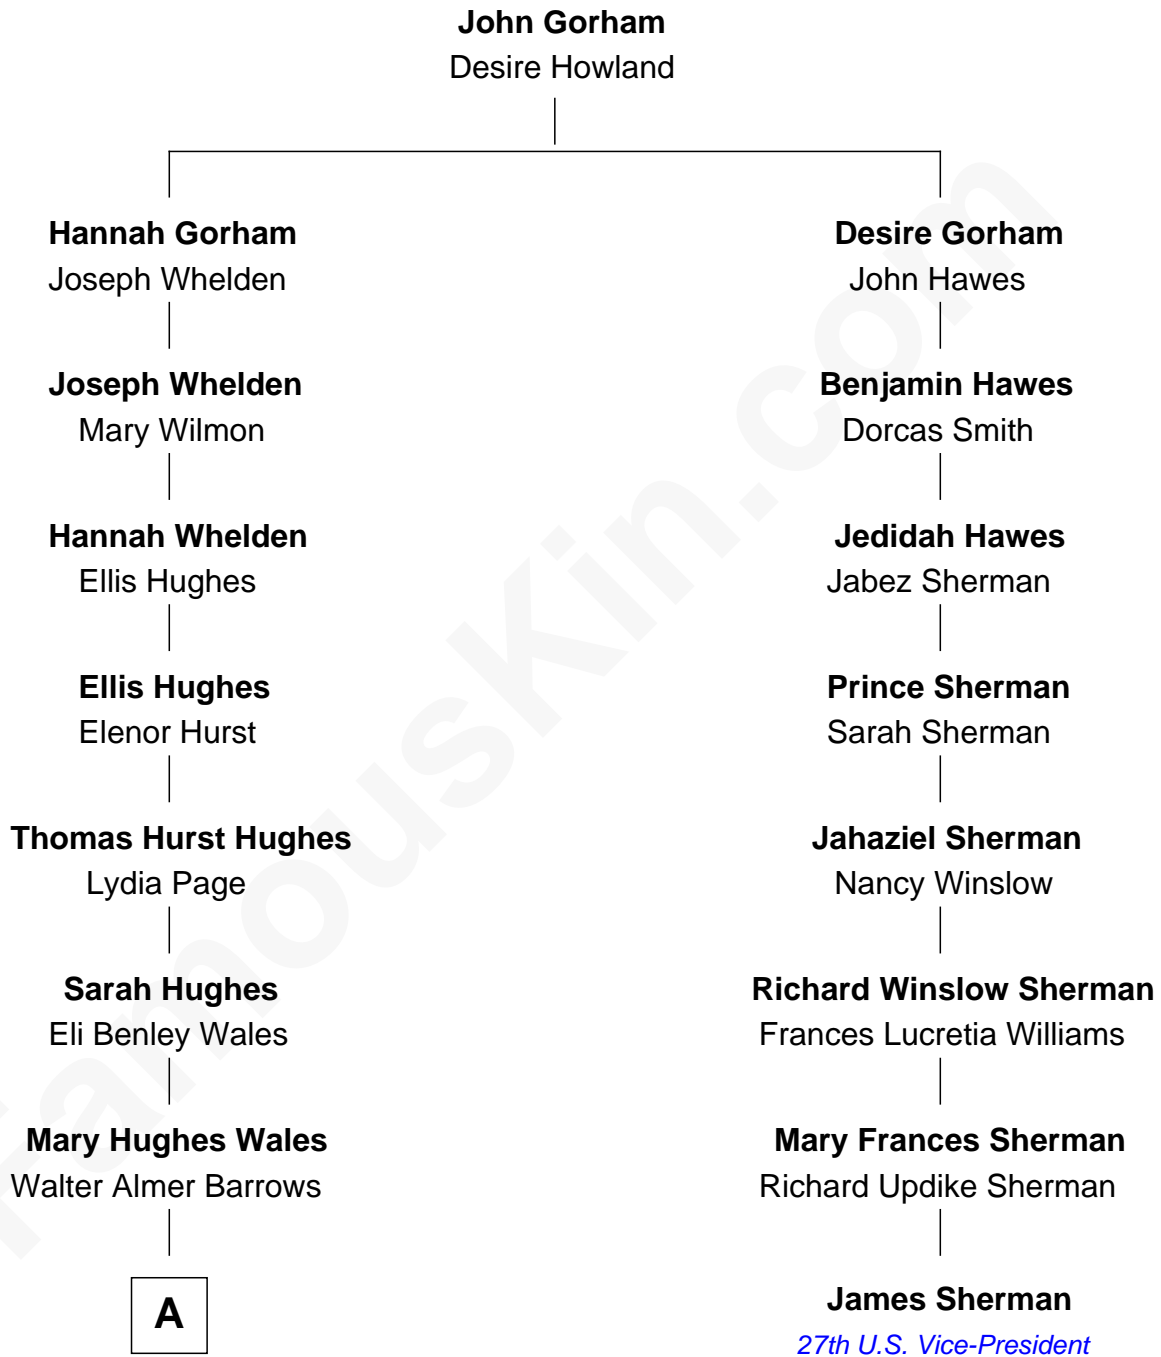 John Gorham
Desire Howland
Hannah Gorham
Joseph Whelden
Joseph Whelden
Mary Wilmon
Hannah Whelden
Ellis Hughes
Ellis Hughes
Elenor Hurst
Thomas Hurst Hughes
Lydia Page
Sarah Hughes
Eli Benley Wales
Mary Hughes Wales
Walter Almer Barrows
A
Desire Gorham
John Hawes
Benjamin Hawes
Dorcas Smith
Jedidah Hawes
Jabez Sherman
Prince Sherman
Sarah Sherman
Jahaziel Sherman
Nancy Winslow
Richard Winslow Sherman
Frances Lucretia Williams
Mary Frances Sherman
Richard Updike Sherman
James Sherman
27th U.S. Vice-President
FamousKin.com